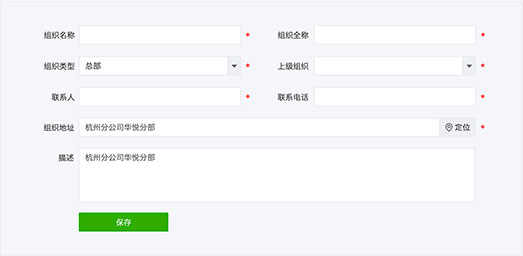 组织名称 * 组织全称 *
组织类型 总部 * 上级组织 *
联系人 * 联系电话 *
组织地址 杭州分公司华悦分部 定位 *
描述 杭州分公司华悦分部
保存